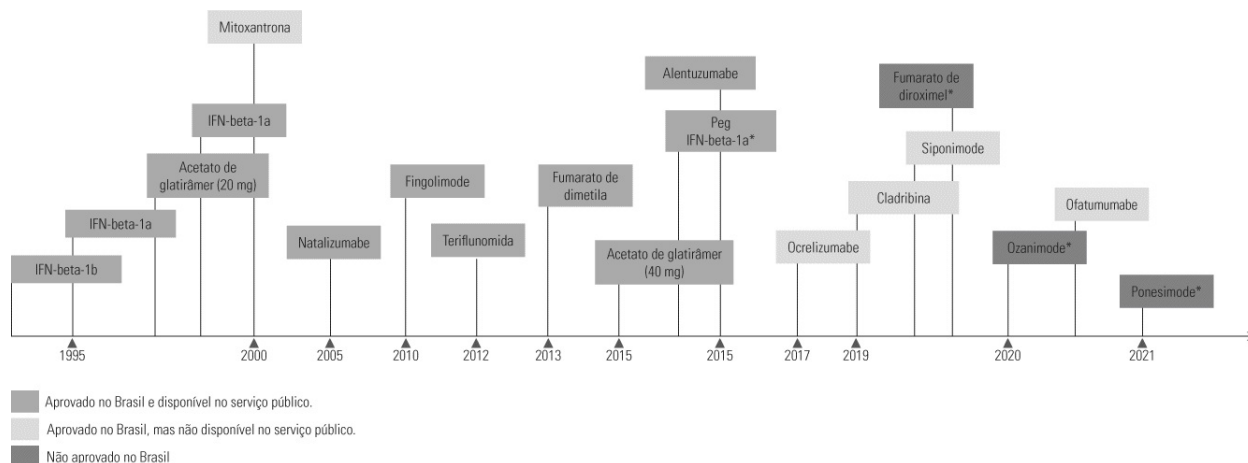 Mitoxantrona
Alentuzumabe
Fumarato de
diroximel*
IFN-beta-1a
Peg
IFN-beta-1a*
Siponimode
Acetato de
glatirâmer (20 mg)
Fingolimode
Fumarato de
dimetila
Cladribina
Ofatumumabe
IFN-beta-1a
Natalizumabe
Teriflunomida
Acetato de glatirâmer
(40 mg)
Ocrelizumabe
Ozanimode*
IFN-beta-1b
Ponesimode*
1995
2000
2005
2010
2012
2013
2015
2015
2017
2019
2020
2021
Aprovado no Brasil e disponível no serviço público.
Aprovado no Brasil, mas não disponível no serviço público.
Não aprovado no Brasil